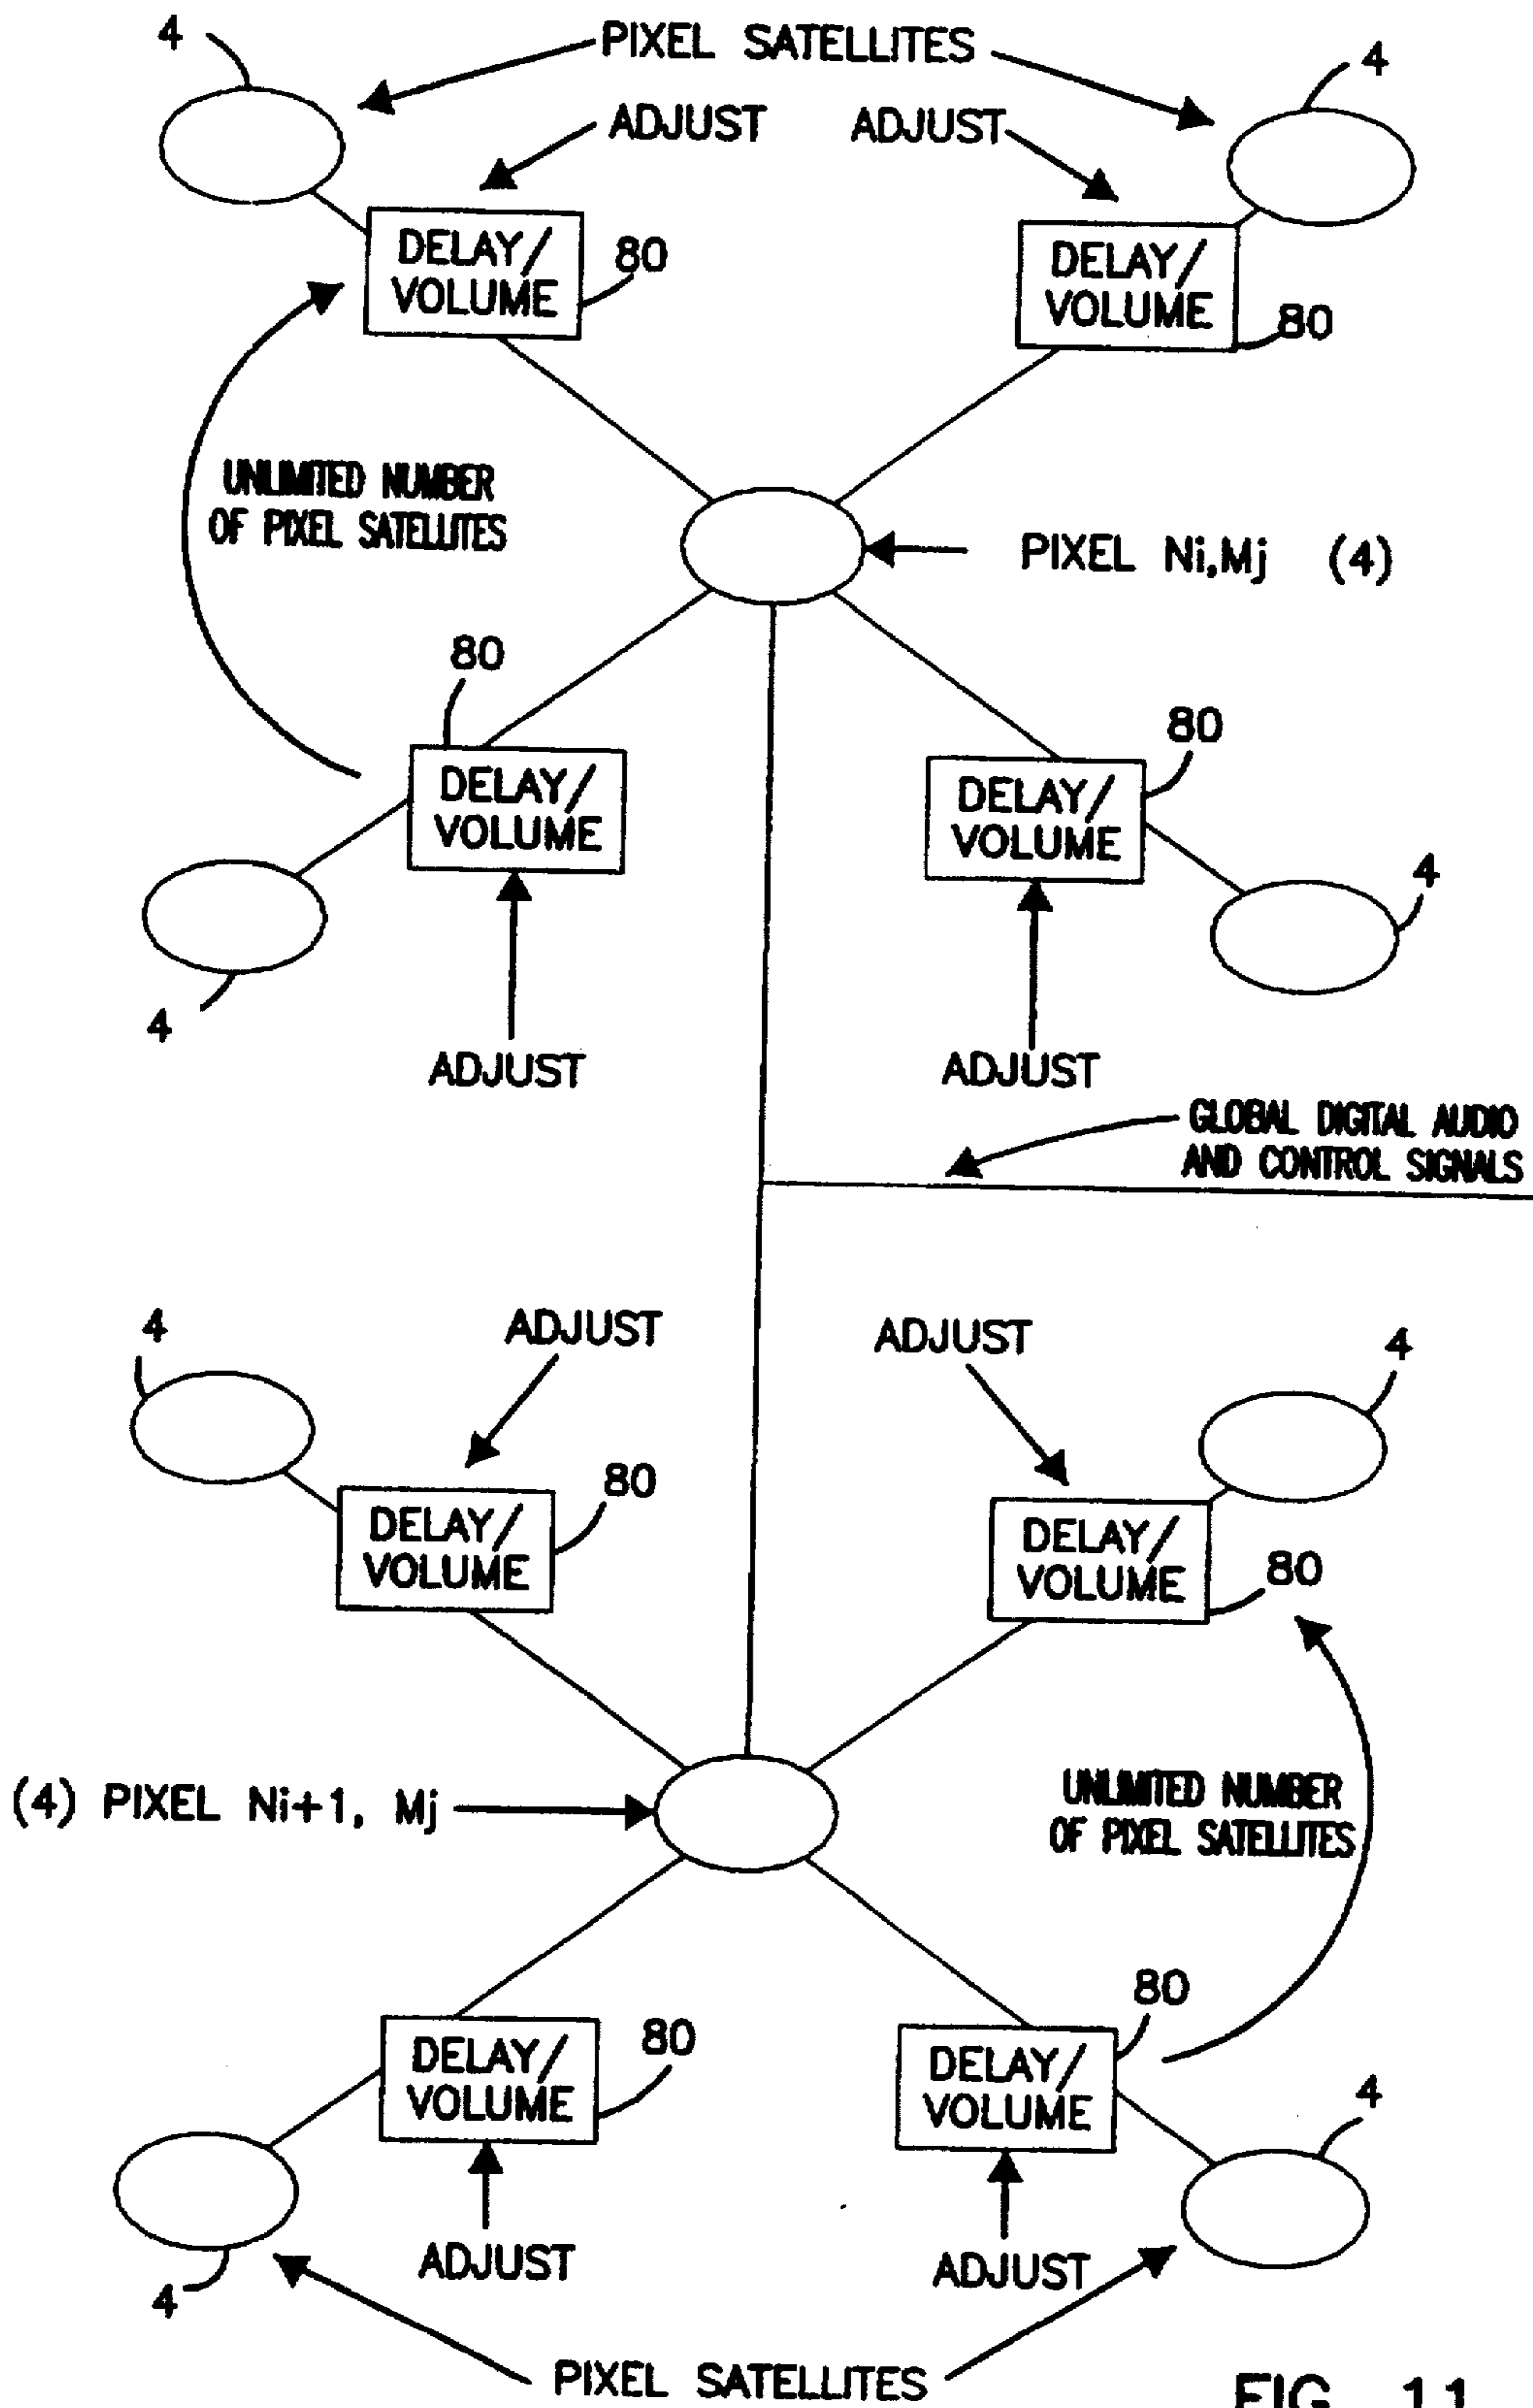 4
PIXEL SATELLITES
4
ADJUST
ADJUST
DELAY/
VOLUME
80
DELAY/
VOLUME
80
UNLIMITED NUMBER
OF PIXEL SATELLITES
PIXEL Ni,Mj (4)
80
80
DELAY/
VOLUME
DELAY/
VOLUME
4
4
ADJUST
ADJUST
GLOBAL DIGITAL AUDIO
AND CONTROL SIGNALS
4
ADJUST
ADJUST
4
80
DELAY/
VOLUME
DELAY/
VOLUME
80
(4) PIXEL Ni+1, Mj
UNLIMITED NUMBER
OF PIXEL SATELLITES
80
80
DELAY/
VOLUME
DELAY/
VOLUME
4
4
ADJUST
ADJUST
PIXEL SATELLITES
FIG. 11